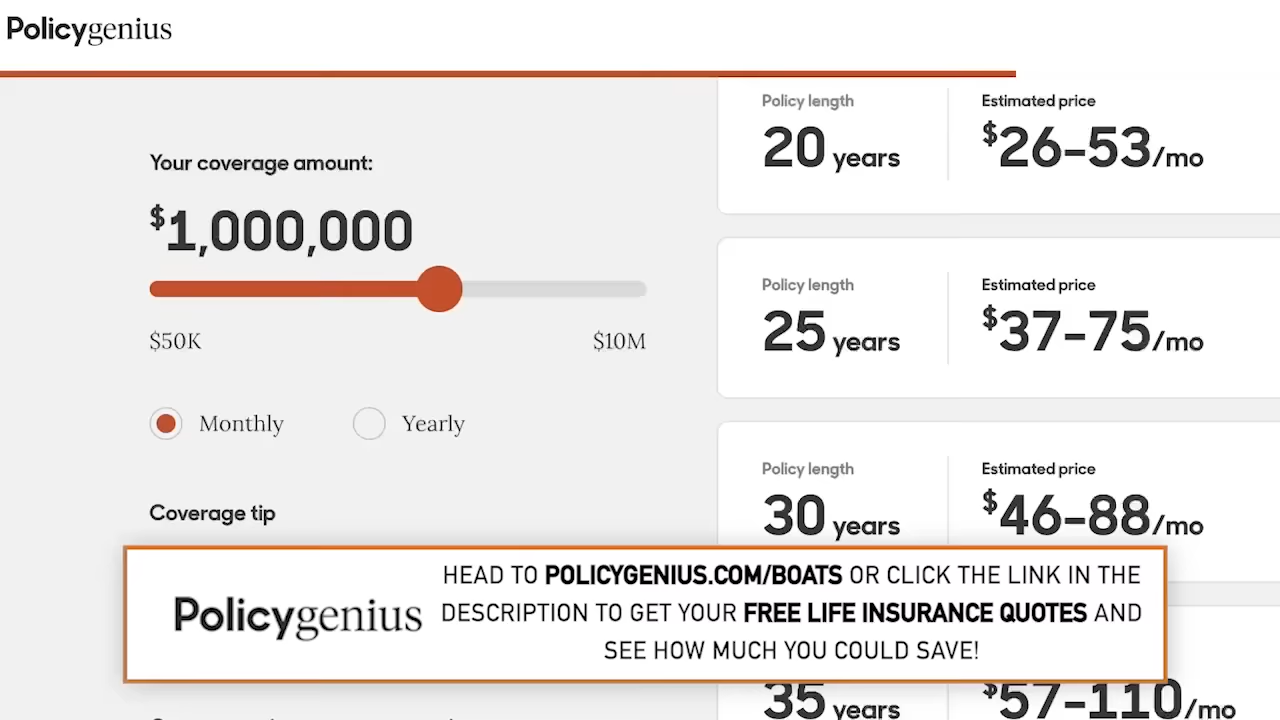 Policygenius
Your coverage amount:
$1,000,000
$50K
$10M
Monthly
Yearly
Coverage tip
Policy length
20 years
Estimated price
$26-53/mo
Policy length
25 years
Estimated price
$37-75/mo
Policy length
30 years
Estimated price
$46-88/mo
Policygenius
HEAD TO POLICYGENIUS.COM/BOATS OR CLICK THE LINK IN THE
DESCRIPTION TO GET YOUR FREE LIFE INSURANCE QUOTES AND
SEE HOW MUCH YOU COULD SAVE!
35 years
$57-110/mo